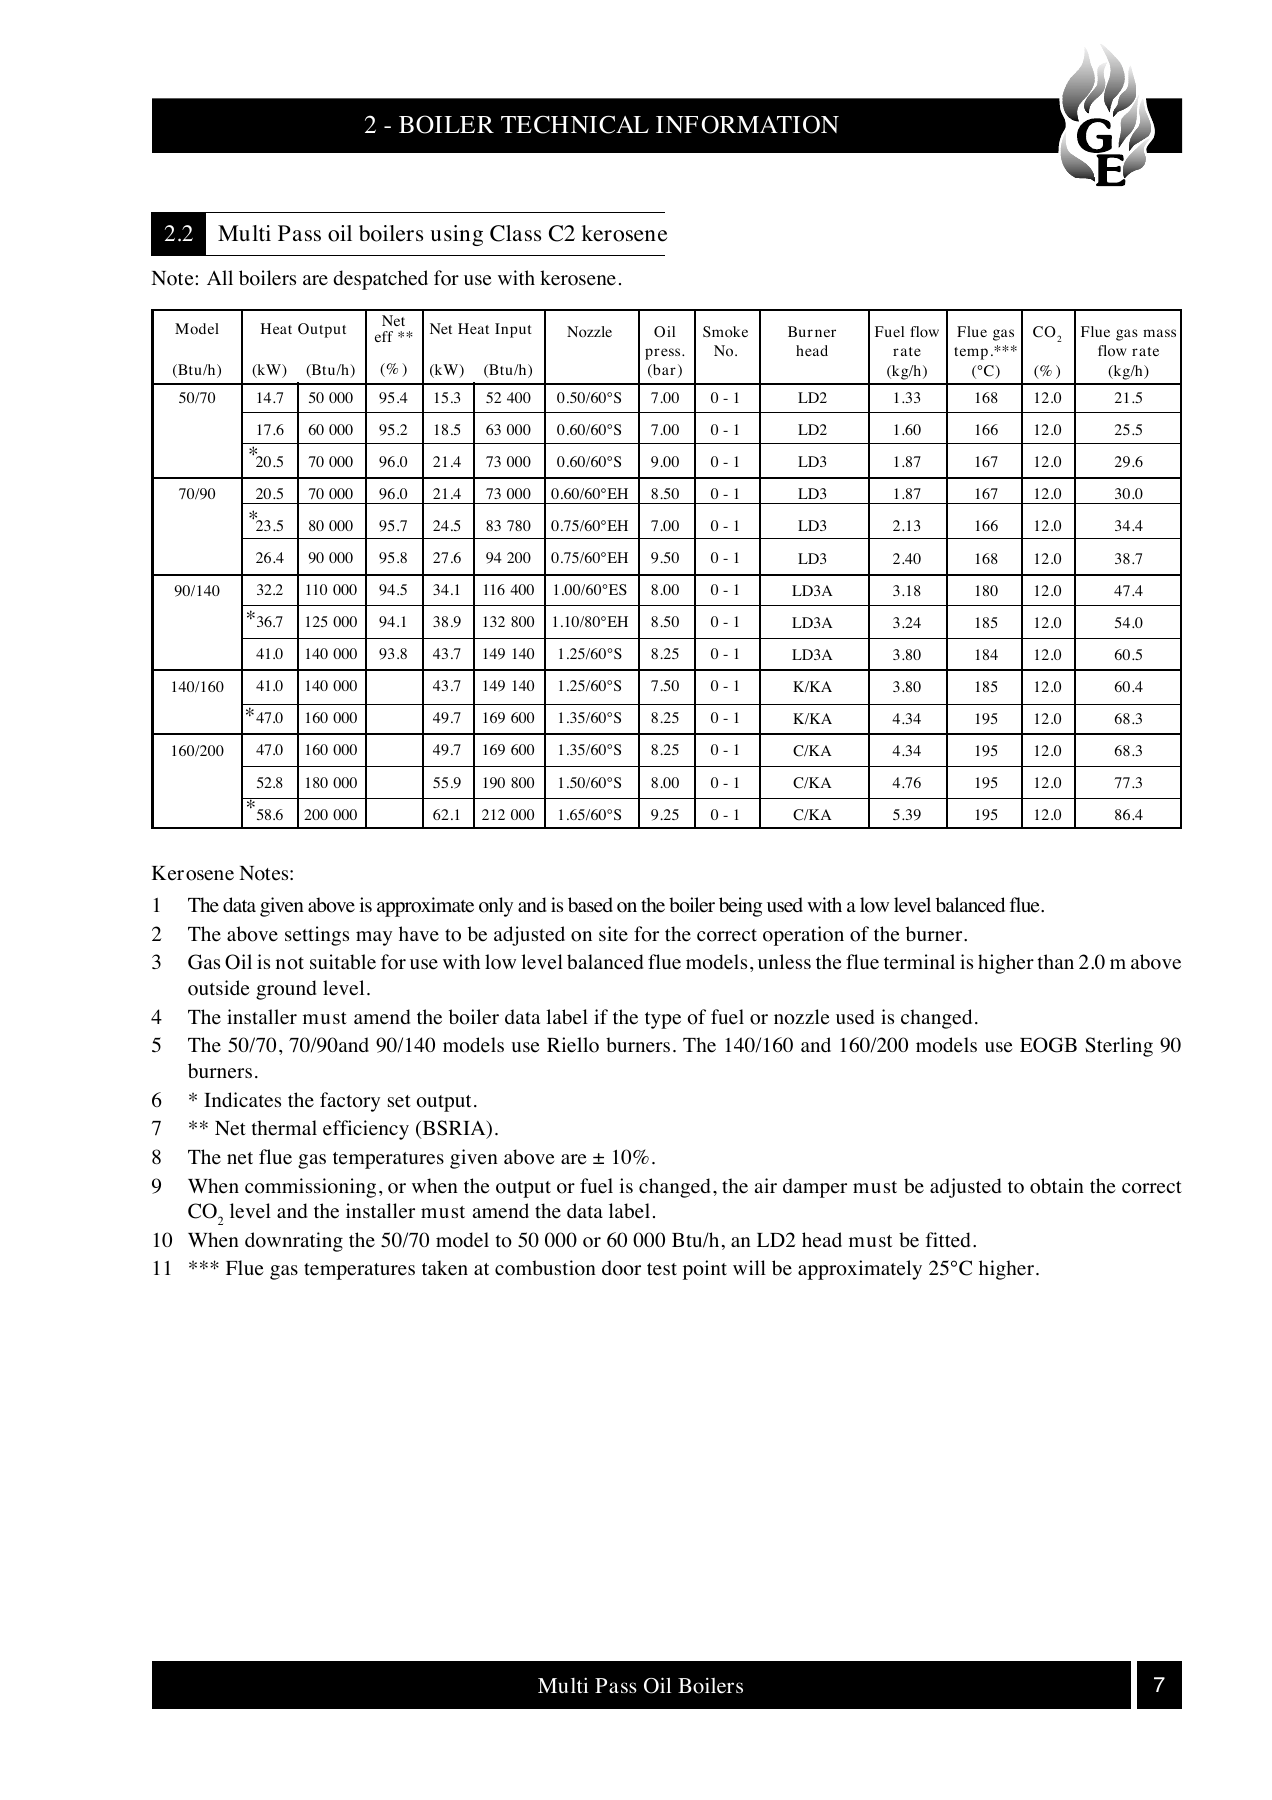 2 - BOILER TECHNICAL INFORMATION
GE
2.2 Multi Pass oil boilers using Class C2 kerosene
Note: All boilers are despatched for use with kerosene.
Model (Btu/h) | Heat Output (kW) (Btu/h) | Net eff ** (%) | Net Heat Input (kW) (Btu/h) | Nozzle | Oil press. (bar) | Smoke No. | Burner head | Fuel flow rate (kg/h) | Flue gas temp.*** (°C) | CO2 (%) | Flue gas mass flow rate (kg/h)
50/70 14.7 50 000 95.4 15.3 52 400 0.50/60°S 7.00 0 - 1 LD2 1.33 168 12.0 21.5
17.6 60 000 95.2 18.5 63 000 0.60/60°S 7.00 0 - 1 LD2 1.60 166 12.0 25.5
*20.5 70 000 96.0 21.4 73 000 0.60/60°S 9.00 0 - 1 LD3 1.87 167 12.0 29.6
70/90 20.5 70 000 96.0 21.4 73 000 0.60/60°EH 8.50 0 - 1 LD3 1.87 167 12.0 30.0
*23.5 80 000 95.7 24.5 83 780 0.75/60°EH 7.00 0 - 1 LD3 2.13 166 12.0 34.4
26.4 90 000 95.8 27.6 94 200 0.75/60°EH 9.50 0 - 1 LD3 2.40 168 12.0 38.7
90/140 32.2 110 000 94.5 34.1 116 400 1.00/60°ES 8.00 0 - 1 LD3A 3.18 180 12.0 47.4
*36.7 125 000 94.1 38.9 132 800 1.10/80°EH 8.50 0 - 1 LD3A 3.24 185 12.0 54.0
41.0 140 000 93.8 43.7 149 140 1.25/60°S 8.25 0 - 1 LD3A 3.80 184 12.0 60.5
140/160 41.0 140 000 43.7 149 140 1.25/60°S 7.50 0 - 1 K/KA 3.80 185 12.0 60.4
*47.0 160 000 49.7 169 600 1.35/60°S 8.25 0 - 1 K/KA 4.34 195 12.0 68.3
160/200 47.0 160 000 49.7 169 600 1.35/60°S 8.25 0 - 1 C/KA 4.34 195 12.0 68.3
52.8 180 000 55.9 190 800 1.50/60°S 8.00 0 - 1 C/KA 4.76 195 12.0 77.3
*58.6 200 000 62.1 212 000 1.65/60°S 9.25 0 - 1 C/KA 5.39 195 12.0 86.4
Kerosene Notes:
1 The data given above is approximate only and is based on the boiler being used with a low level balanced flue.
2 The above settings may have to be adjusted on site for the correct operation of the burner.
3 Gas Oil is not suitable for use with low level balanced flue models, unless the flue terminal is higher than 2.0 m above
outside ground level.
4 The installer must amend the boiler data label if the type of fuel or nozzle used is changed.
5 The 50/70, 70/90and 90/140 models use Riello burners. The 140/160 and 160/200 models use EOGB Sterling 90
burners.
6 * Indicates the factory set output.
7 ** Net thermal efficiency (BSRIA).
8 The net flue gas temperatures given above are ± 10%.
9 When commissioning, or when the output or fuel is changed, the air damper must be adjusted to obtain the correct
CO2 level and the installer must amend the data label.
10 When downrating the 50/70 model to 50 000 or 60 000 Btu/h, an LD2 head must be fitted.
11 *** Flue gas temperatures taken at combustion door test point will be approximately 25°C higher.
Multi Pass Oil Boilers 7